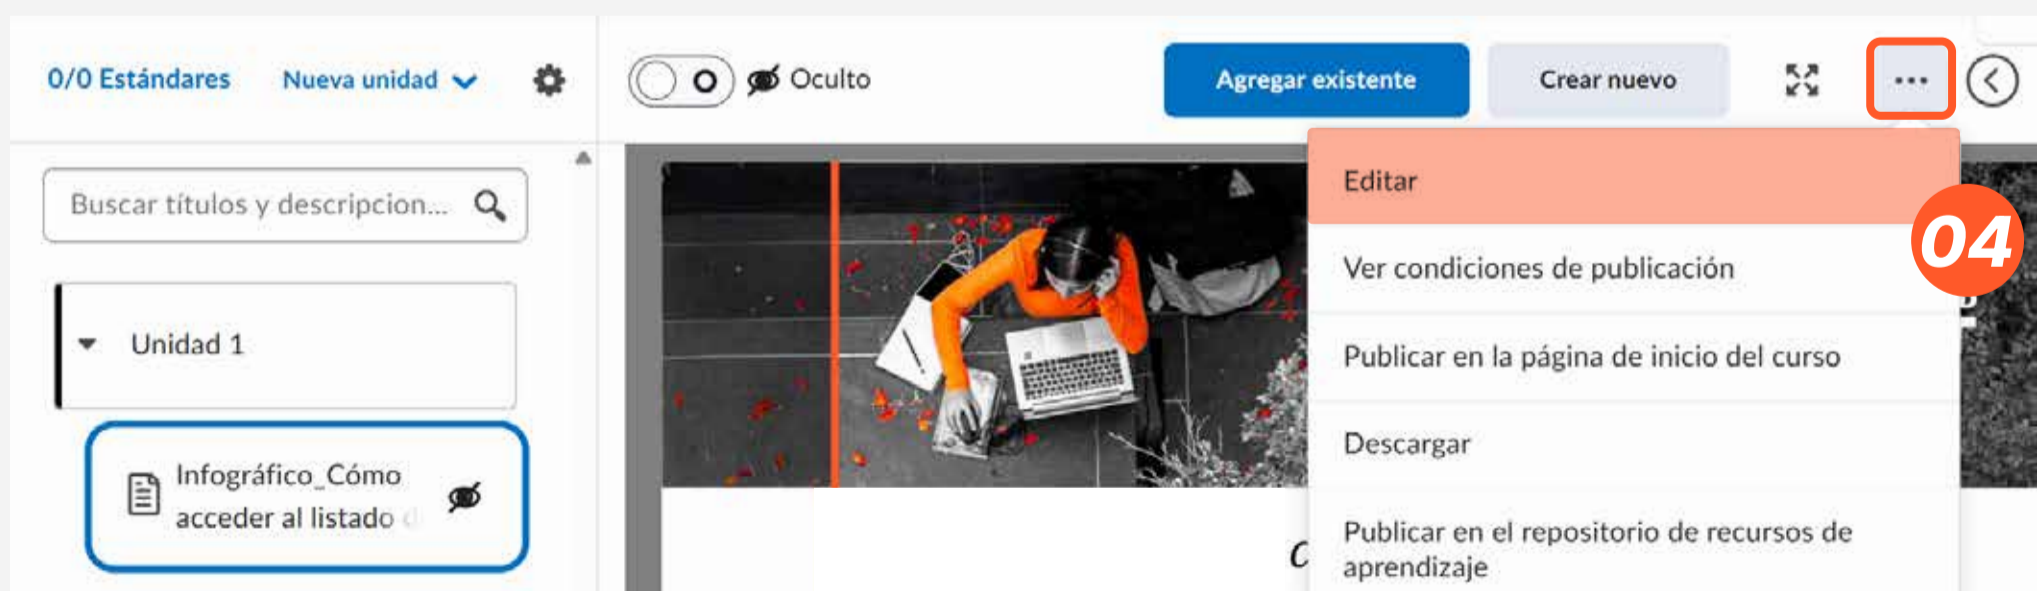 0/0 Estándares
Nueva unidad
Oculto
Agregar existente
Crear nuevo
Buscar títulos y descripcion...
Unidad 1
Infográfico_Cómo
acceder al listado
Editar
04
Ver condiciones de publicación
Publicar en la página de inicio del curso
Descargar
Publicar en el repositorio de recursos de
aprendizaje